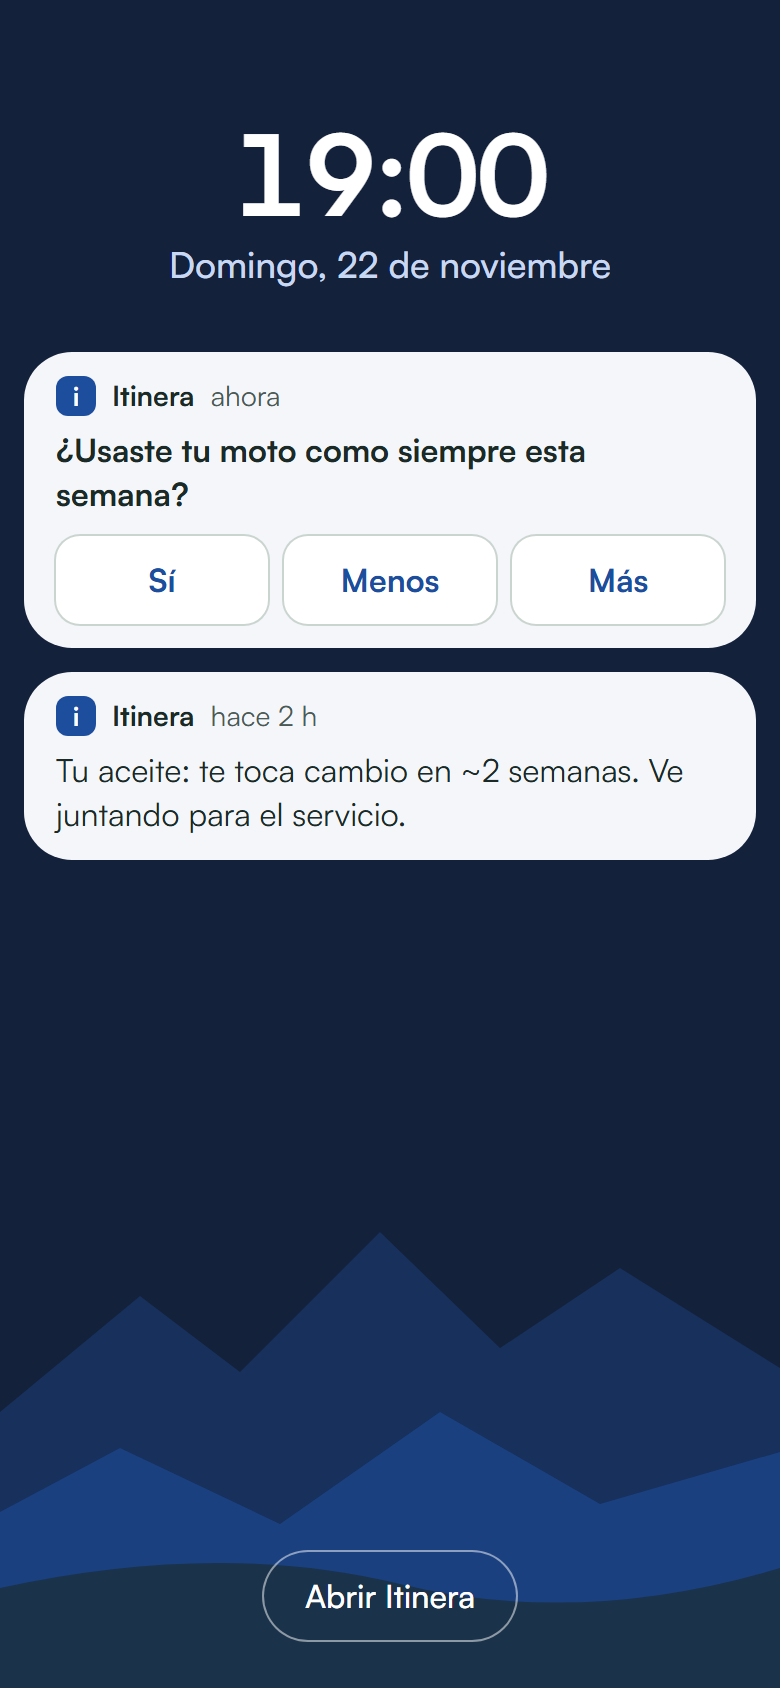 19:00
Domingo, 22 de noviembre
i Itinera ahora
¿Usaste tu moto como siempre esta
semana?
Sí Menos Más
i Itinera hace 2 h
Tu aceite: te toca cambio en ~2 semanas. Ve
juntando para el servicio.
Abrir Itinera